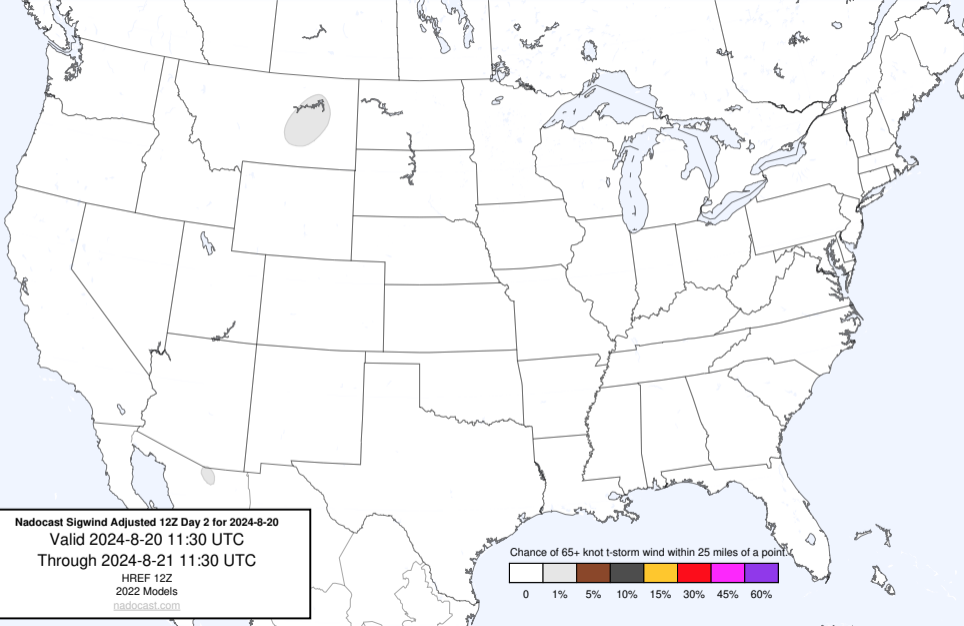 Nadocast Sigwind Adjusted 12Z Day 2 for 2024-8-20
Valid 2024-8-20 11:30 UTC
Through 2024-8-21 11:30 UTC
HREF 12Z
2022 Models
nadocast.com
Chance of 65+ knot t-storm wind within 25 miles of a point.
0 1% 5% 10% 15% 30% 45% 60%